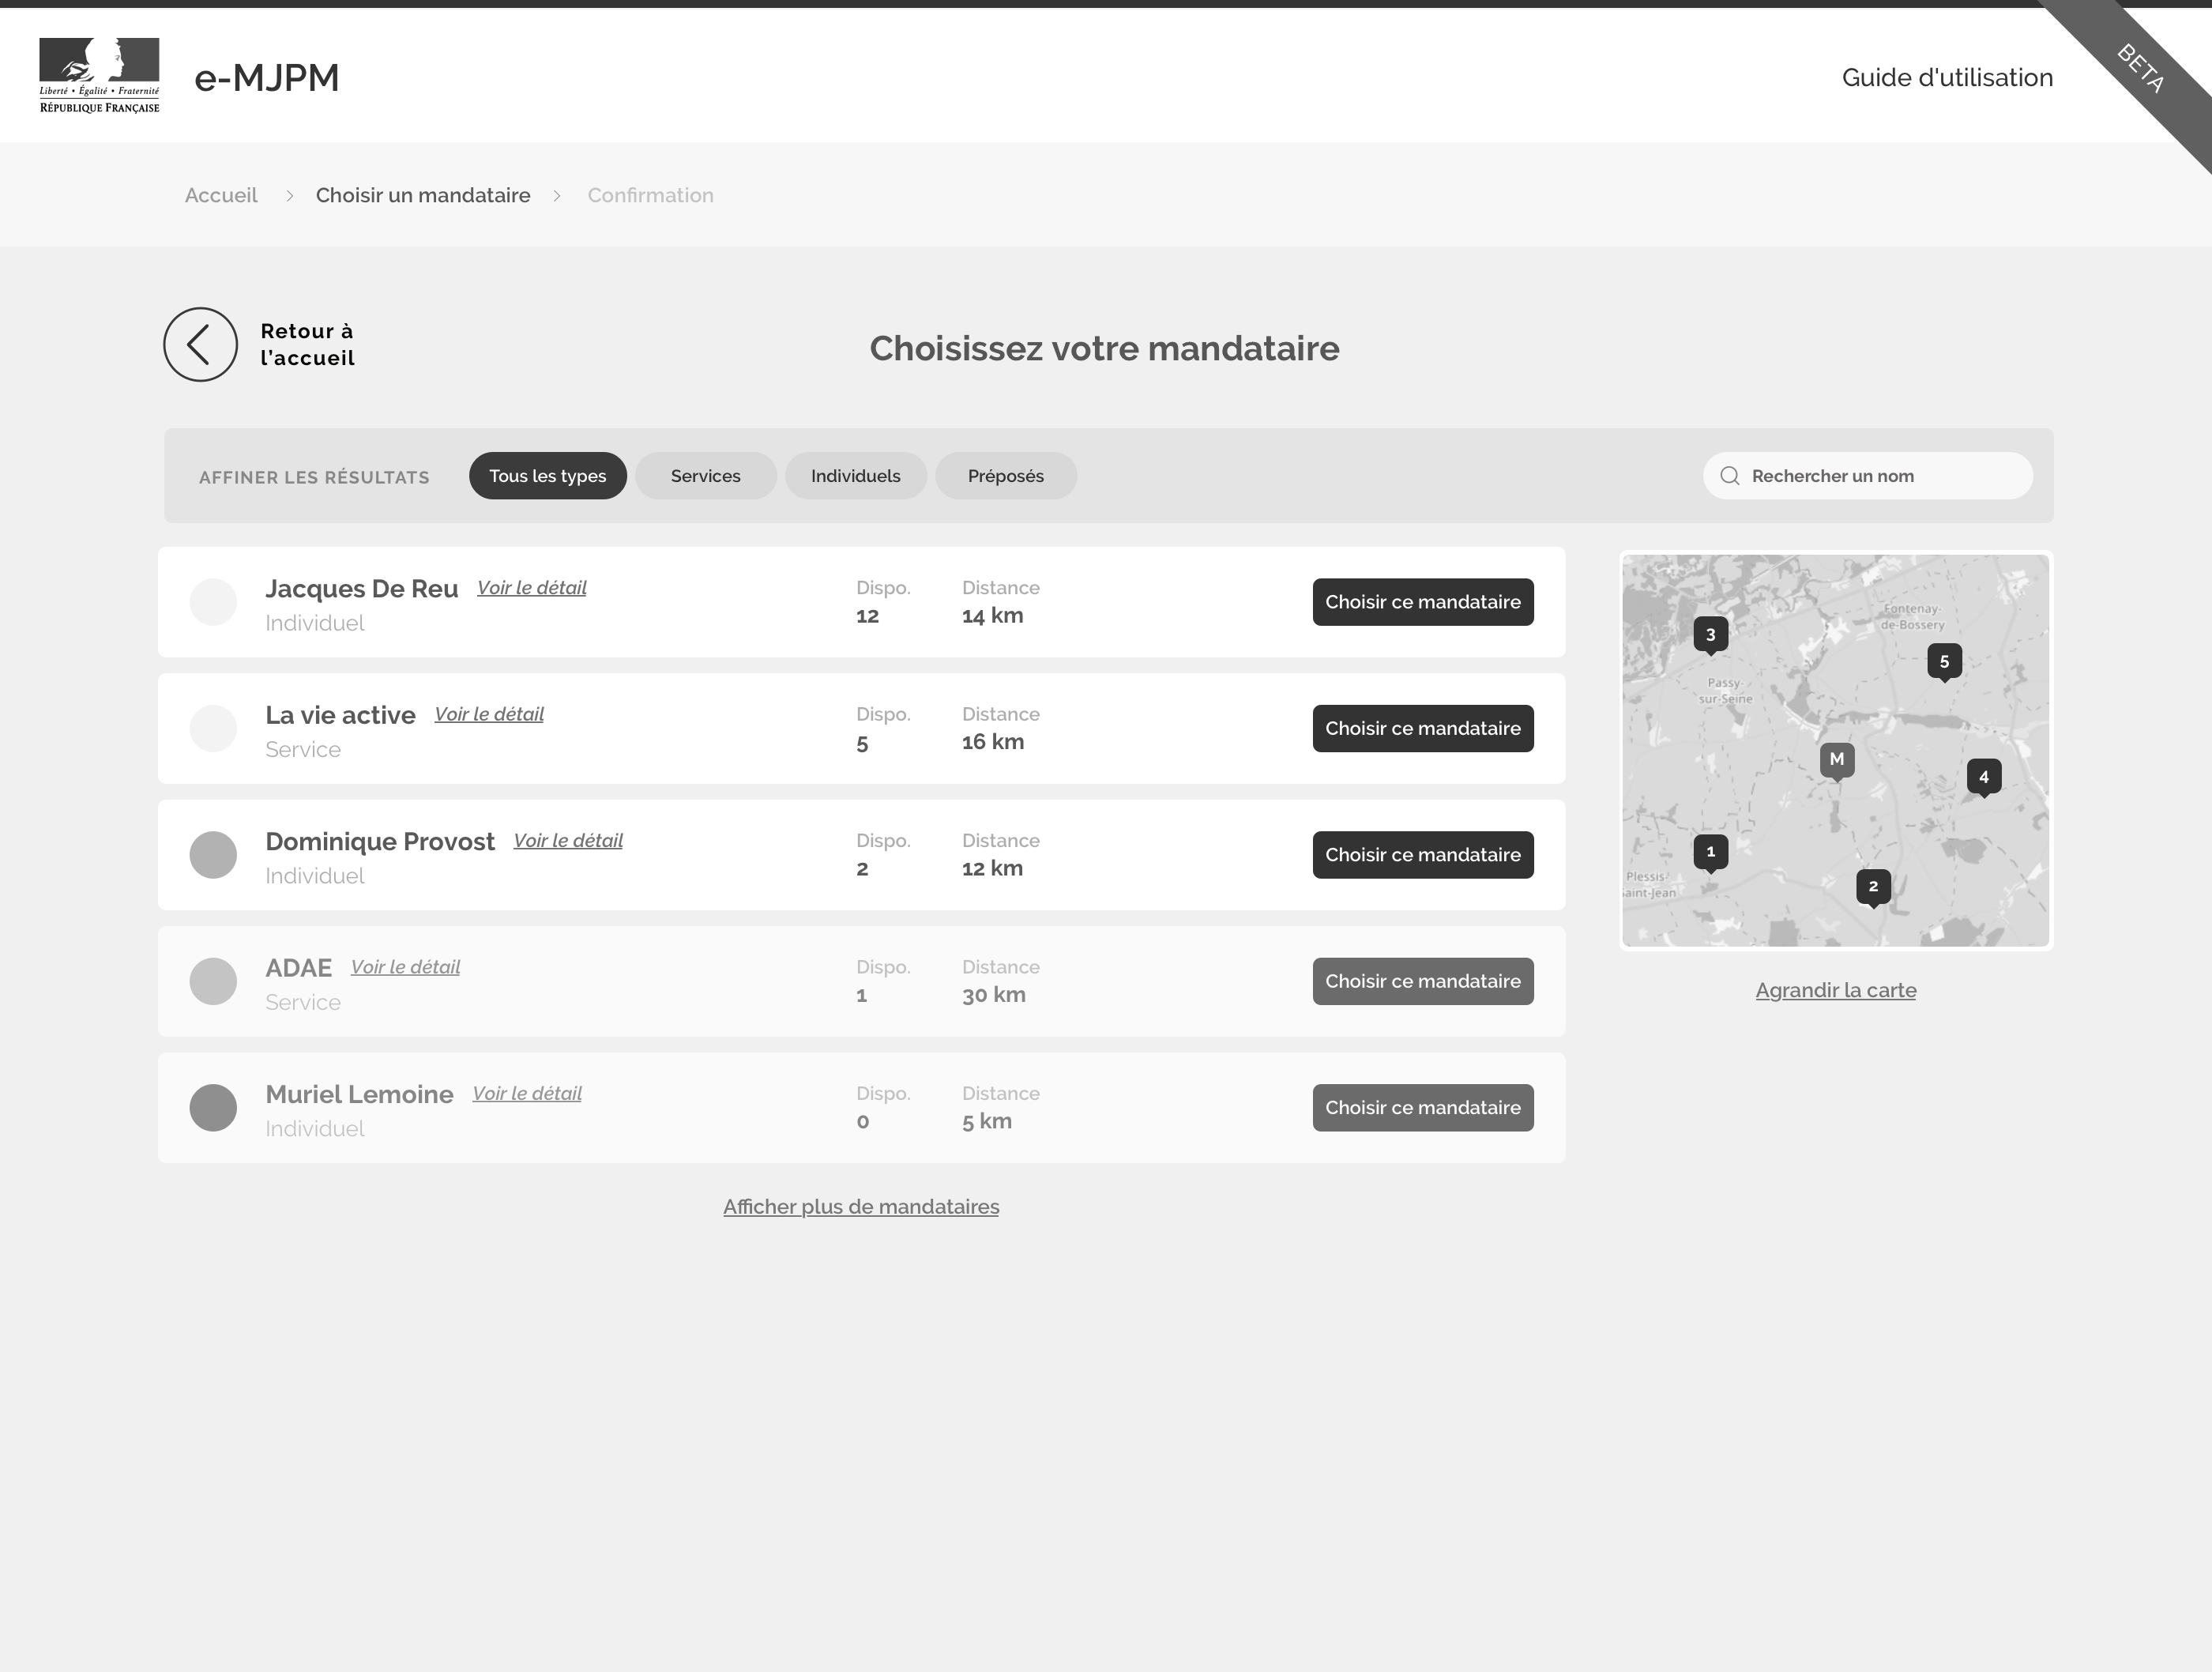 Liberté • Égalité • Fraternité
RÉPUBLIQUE FRANÇAISE
e-MJPM
Guide d'utilisation
BETA
Accueil > Choisir un mandataire > Confirmation
Retour à
l’accueil
Choisissez votre mandataire
AFFINER LES RÉSULTATS
Tous les types
Services
Individuels
Préposés
Rechercher un nom
Jacques De Reu Voir le détail
Individuel
Dispo.
12
Distance
14 km
Choisir ce mandataire
La vie active Voir le détail
Service
Dispo.
5
Distance
16 km
Choisir ce mandataire
Dominique Provost Voir le détail
Individuel
Dispo.
2
Distance
12 km
Choisir ce mandataire
ADAE Voir le détail
Service
Dispo.
1
Distance
30 km
Choisir ce mandataire
Muriel Lemoine Voir le détail
Individuel
Dispo.
0
Distance
5 km
Choisir ce mandataire
Afficher plus de mandataires
Fontenay-
de-Bossery
3
5
Passy-
sur-Seine
M
4
1
Plessis-
Saint-Jean
2
Agrandir la carte